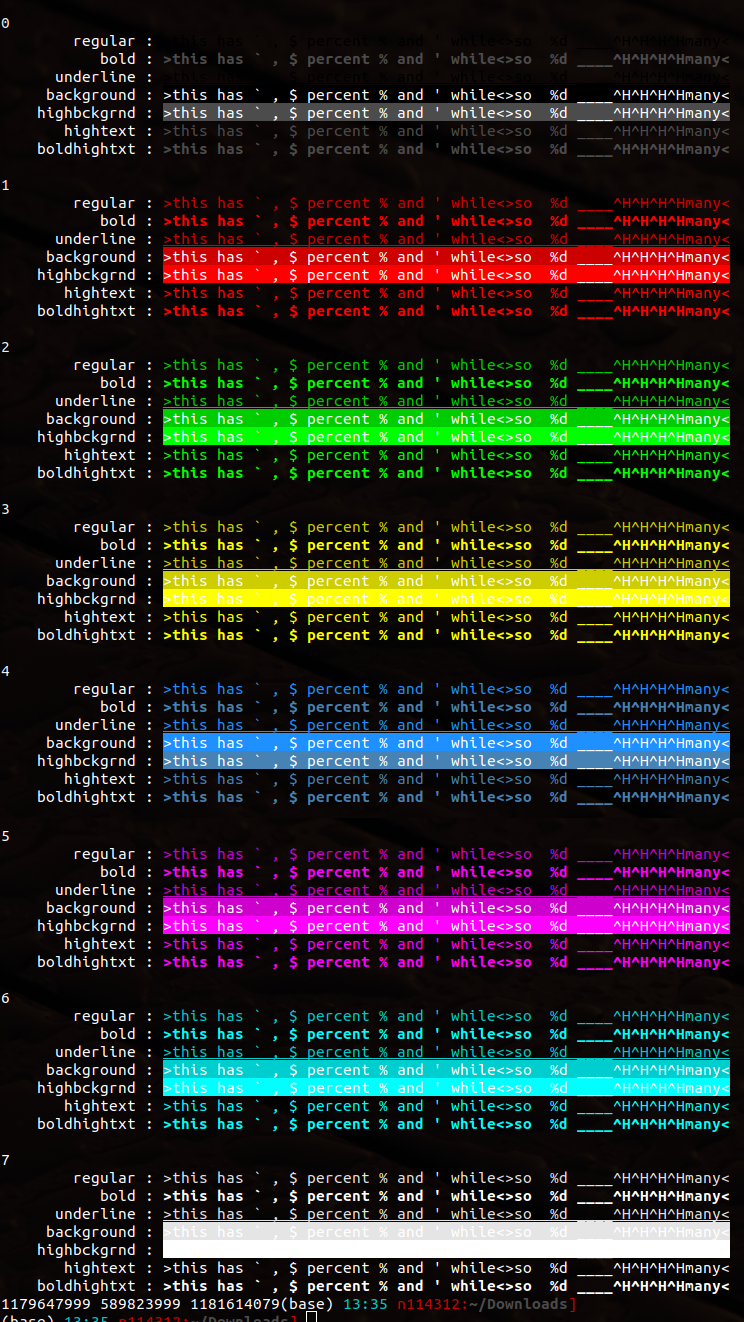 0
regular : >this has ` , $ percent % and ' while<>so  %d ____^H^H^H^Hmany<
bold : >this has ` , $ percent % and ' while<>so  %d ____^H^H^H^Hmany<
underline : >this has ` , $ percent % and ' while<>so  %d ____^H^H^H^Hmany<
background : >this has ` , $ percent % and ' while<>so  %d ____^H^H^H^Hmany<
highbckgrnd : >this has ` , $ percent % and ' while<>so  %d ____^H^H^H^Hmany<
hightext : >this has ` , $ percent % and ' while<>so  %d ____^H^H^H^Hmany<
boldhightxt : >this has ` , $ percent % and ' while<>so  %d ____^H^H^H^Hmany<
1
regular : >this has ` , $ percent % and ' while<>so  %d ____^H^H^H^Hmany<
bold : >this has ` , $ percent % and ' while<>so  %d ____^H^H^H^Hmany<
underline : >this has ` , $ percent % and ' while<>so  %d ____^H^H^H^Hmany<
background : >this has ` , $ percent % and ' while<>so  %d ____^H^H^H^Hmany<
highbckgrnd : >this has ` , $ percent % and ' while<>so  %d ____^H^H^H^Hmany<
hightext : >this has ` , $ percent % and ' while<>so  %d ____^H^H^H^Hmany<
boldhightxt : >this has ` , $ percent % and ' while<>so  %d ____^H^H^H^Hmany<
2
regular : >this has ` , $ percent % and ' while<>so  %d ____^H^H^H^Hmany<
bold : >this has ` , $ percent % and ' while<>so  %d ____^H^H^H^Hmany<
underline : >this has ` , $ percent % and ' while<>so  %d ____^H^H^H^Hmany<
background : >this has ` , $ percent % and ' while<>so  %d ____^H^H^H^Hmany<
highbckgrnd : >this has ` , $ percent % and ' while<>so  %d ____^H^H^H^Hmany<
hightext : >this has ` , $ percent % and ' while<>so  %d ____^H^H^H^Hmany<
boldhightxt : >this has ` , $ percent % and ' while<>so  %d ____^H^H^H^Hmany<
3
regular : >this has ` , $ percent % and ' while<>so  %d ____^H^H^H^Hmany<
bold : >this has ` , $ percent % and ' while<>so  %d ____^H^H^H^Hmany<
underline : >this has ` , $ percent % and ' while<>so  %d ____^H^H^H^Hmany<
background : >this has ` , $ percent % and ' while<>so  %d ____^H^H^H^Hmany<
highbckgrnd : >this has ` , $ percent % and ' while<>so  %d ____^H^H^H^Hmany<
hightext : >this has ` , $ percent % and ' while<>so  %d ____^H^H^H^Hmany<
boldhightxt : >this has ` , $ percent % and ' while<>so  %d ____^H^H^H^Hmany<
4
regular : >this has ` , $ percent % and ' while<>so  %d ____^H^H^H^Hmany<
bold : >this has ` , $ percent % and ' while<>so  %d ____^H^H^H^Hmany<
underline : >this has ` , $ percent % and ' while<>so  %d ____^H^H^H^Hmany<
background : >this has ` , $ percent % and ' while<>so  %d ____^H^H^H^Hmany<
highbckgrnd : >this has ` , $ percent % and ' while<>so  %d ____^H^H^H^Hmany<
hightext : >this has ` , $ percent % and ' while<>so  %d ____^H^H^H^Hmany<
boldhightxt : >this has ` , $ percent % and ' while<>so  %d ____^H^H^H^Hmany<
5
regular : >this has ` , $ percent % and ' while<>so  %d ____^H^H^H^Hmany<
bold : >this has ` , $ percent % and ' while<>so  %d ____^H^H^H^Hmany<
underline : >this has ` , $ percent % and ' while<>so  %d ____^H^H^H^Hmany<
background : >this has ` , $ percent % and ' while<>so  %d ____^H^H^H^Hmany<
highbckgrnd : >this has ` , $ percent % and ' while<>so  %d ____^H^H^H^Hmany<
hightext : >this has ` , $ percent % and ' while<>so  %d ____^H^H^H^Hmany<
boldhightxt : >this has ` , $ percent % and ' while<>so  %d ____^H^H^H^Hmany<
6
regular : >this has ` , $ percent % and ' while<>so  %d ____^H^H^H^Hmany<
bold : >this has ` , $ percent % and ' while<>so  %d ____^H^H^H^Hmany<
underline : >this has ` , $ percent % and ' while<>so  %d ____^H^H^H^Hmany<
background : >this has ` , $ percent % and ' while<>so  %d ____^H^H^H^Hmany<
highbckgrnd : >this has ` , $ percent % and ' while<>so  %d ____^H^H^H^Hmany<
hightext : >this has ` , $ percent % and ' while<>so  %d ____^H^H^H^Hmany<
boldhightxt : >this has ` , $ percent % and ' while<>so  %d ____^H^H^H^Hmany<
7
regular : >this has ` , $ percent % and ' while<>so  %d ____^H^H^H^Hmany<
bold : >this has ` , $ percent % and ' while<>so  %d ____^H^H^H^Hmany<
underline : >this has ` , $ percent % and ' while<>so  %d ____^H^H^H^Hmany<
background : >this has ` , $ percent % and ' while<>so  %d ____^H^H^H^Hmany<
highbckgrnd :
hightext : >this has ` , $ percent % and ' while<>so  %d ____^H^H^H^Hmany<
boldhightxt : >this has ` , $ percent % and ' while<>so  %d ____^H^H^H^Hmany<
1179647999 589823999 1181614079(base) 13:35 n114312:~/Downloads]
(base) 13:35 n114312:~/Downloads]